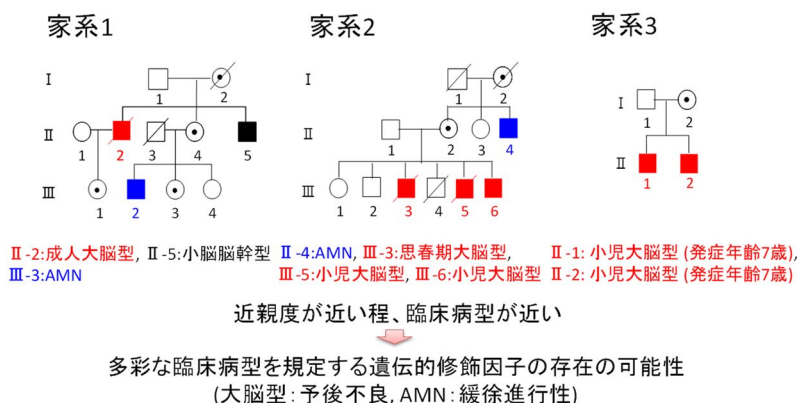 家系1
家系2
家系3
I
1
2
II
1
2
3
4
5
III
1
2
3
4
I
1
2
II
1
2
3
4
III
1
2
3
4
5
6
I
1
2
II
1
2
II-2:成人大脳型, II-5:小脳脳幹型
III-3:AMN
II-4:AMN, III-3:思春期大脳型,
III-5:小児大脳型, III-6:小児大脳型
II-1: 小児大脳型 (発症年齢7歳),
II-2: 小児大脳型 (発症年齢7歳)
近親度が近い程、臨床病型が近い
多彩な臨床病型を規定する遺伝的修飾因子の存在の可能性
(大脳型:予後不良, AMN:緩徐進行性)